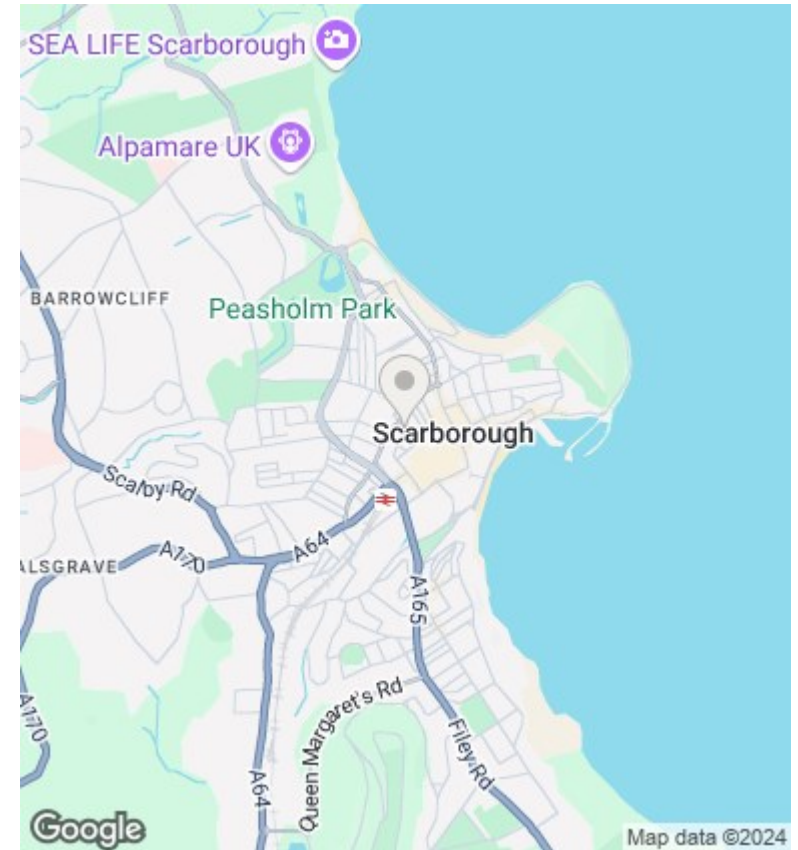 SEA LIFE Scarborough
Alpamare UK
BARROWCLIFF
Peasholm Park
Scarborough
Scalby Rd
ALSGRAVE
A170
A64
A165
Queen Margaret's Rd
Filey Rd
A170
A64
Google
Map data ©2024